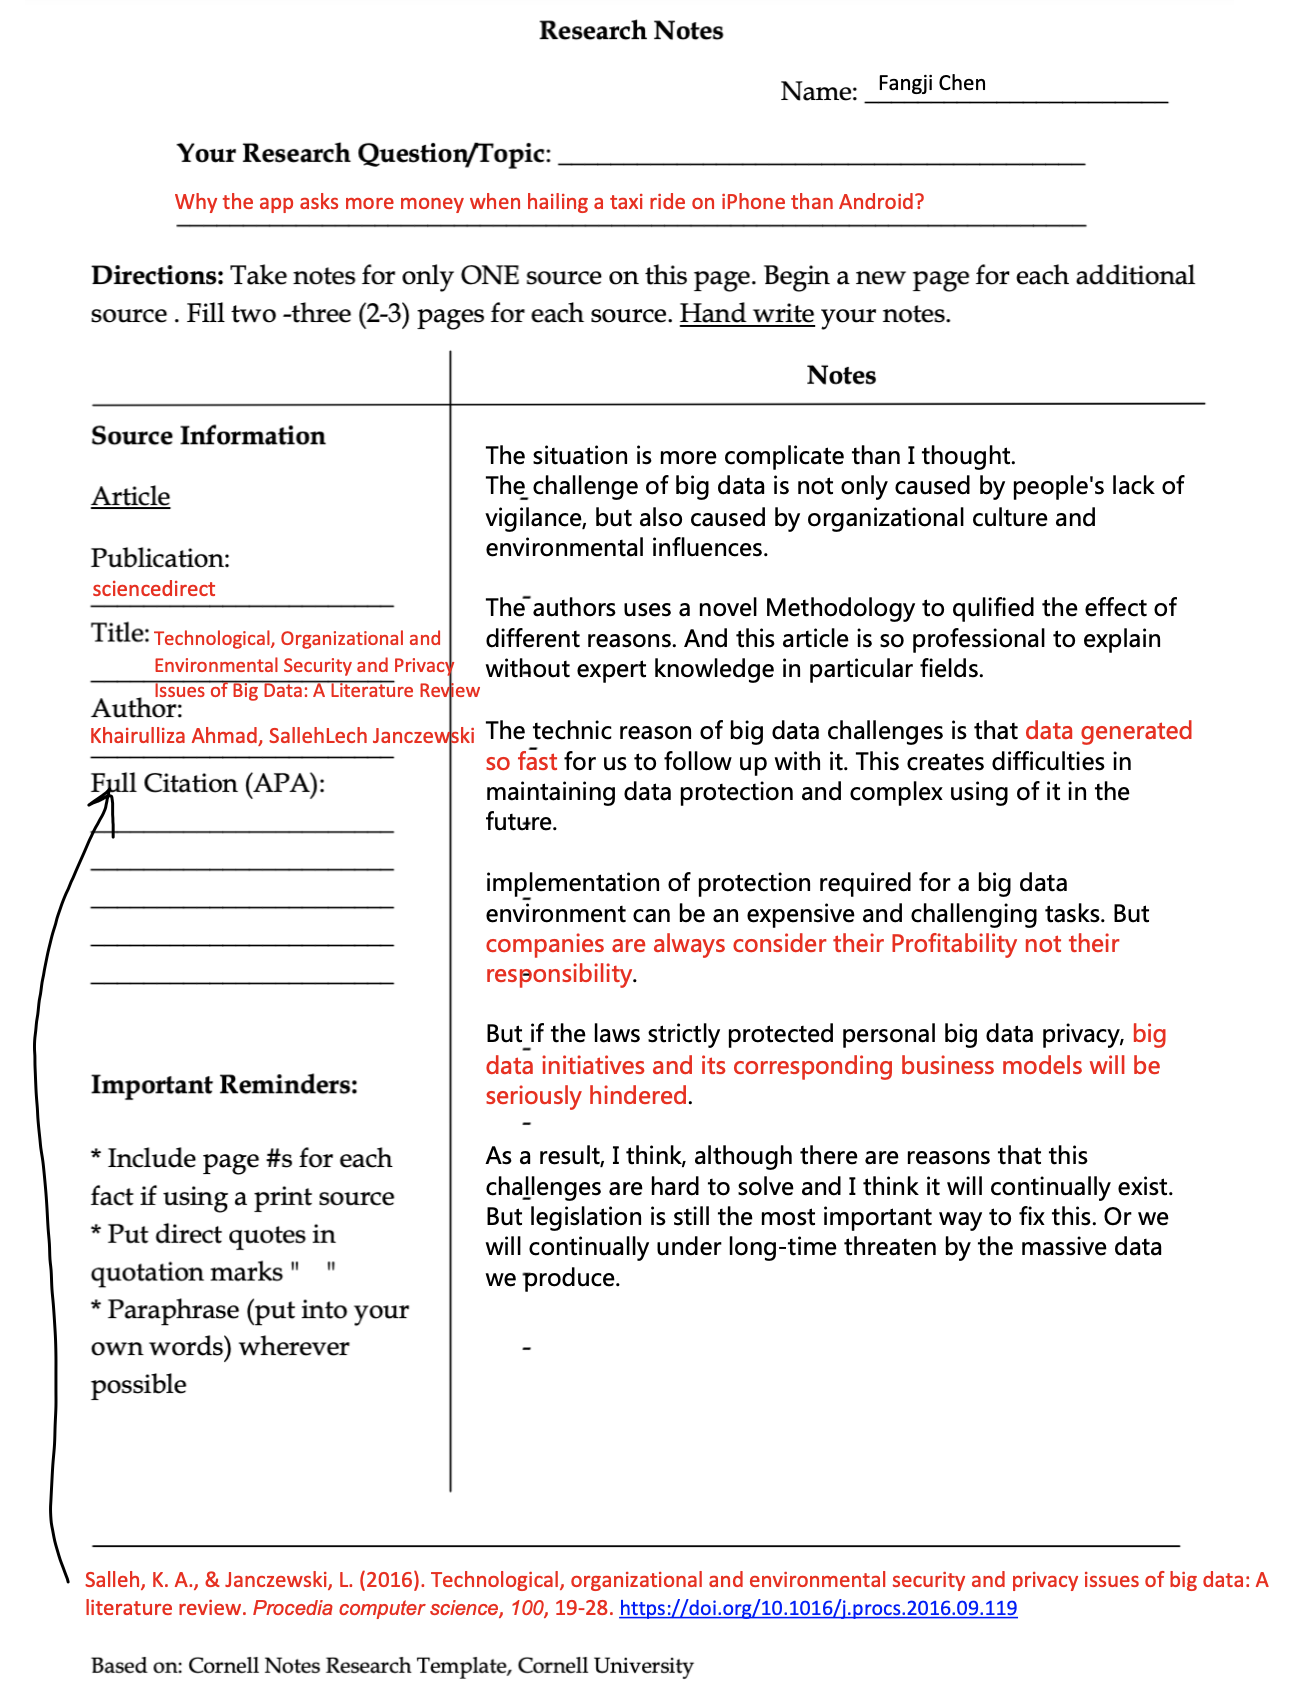 Research Notes
Name: Fangji Chen
Your Research Question/Topic:
Why the app asks more money when hailing a taxi ride on iPhone than Android?
Directions: Take notes for only ONE source on this page. Begin a new page for each additional
source . Fill two -three (2-3) pages for each source. Hand write your notes.
Notes
Source Information
Article
Publication:
sciencedirect
Title: Technological, Organizational and
Environmental Security and Privacy
Issues of Big Data: A Literature Review
Author:
Khairulliza Ahmad, SallehLech Janczewski
Full Citation (APA):
Important Reminders:
* Include page #s for each
fact if using a print source
* Put direct quotes in
quotation marks "    "
* Paraphrase (put into your
own words) wherever
possible
The situation is more complicate than I thought.
The challenge of big data is not only caused by people's lack of
vigilance, but also caused by organizational culture and
environmental influences.
The authors uses a novel Methodology to qulified the effect of
different reasons. And this article is so professional to explain
without expert knowledge in particular fields.
The technic reason of big data challenges is that data generated
so fast for us to follow up with it. This creates difficulties in
maintaining data protection and complex using of it in the
future.
implementation of protection required for a big data
environment can be an expensive and challenging tasks. But
companies are always consider their Profitability not their
responsibility.
But if the laws strictly protected personal big data privacy, big
data initiatives and its corresponding business models will be
seriously hindered.
As a result, I think, although there are reasons that this
challenges are hard to solve and I think it will continually exist.
But legislation is still the most important way to fix this. Or we
will continually under long-time threaten by the massive data
we produce.
Salleh, K. A., & Janczewski, L. (2016). Technological, organizational and environmental security and privacy issues of big data: A
literature review. Procedia computer science, 100, 19-28. https://doi.org/10.1016/j.procs.2016.09.119
Based on: Cornell Notes Research Template, Cornell University